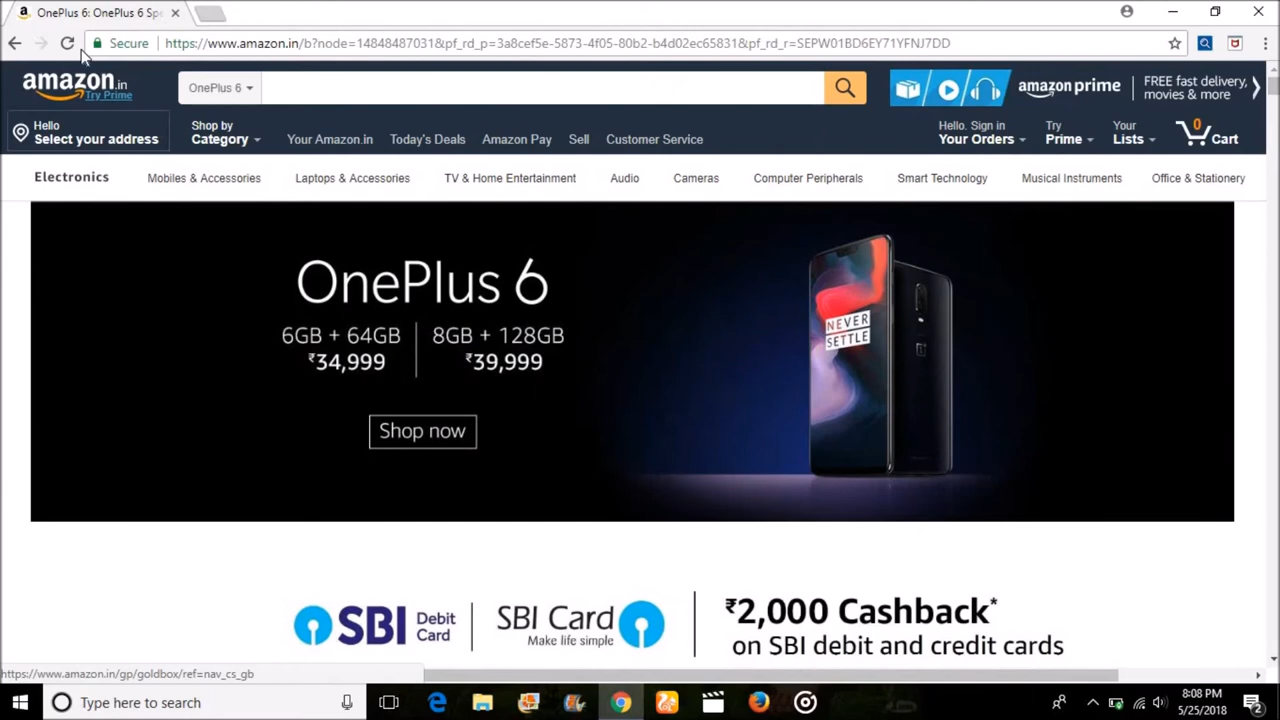 OnePlus 6: OnePlus 6 Spe
Secure
https://www.amazon.in/b?node=14848487031&pf_rd_p=3a8cef5e-5873-4f05-80b2-b4d02ec65831&pf_rd_r=SEPW01BD6EY71YFNJ7DD
amazon.in
Try Prime
OnePlus 6
amazon prime
FREE fast delivery,
movies & more
Hello
Select your address
Shop by
Category
Your Amazon.in
Today's Deals
Amazon Pay
Sell
Customer Service
Hello. Sign in
Your Orders
Try
Prime
Your
Lists
0
Cart
Electronics
Mobiles & Accessories
Laptops & Accessories
TV & Home Entertainment
Audio
Cameras
Computer Peripherals
Smart Technology
Musical Instruments
Office & Stationery
OnePlus 6
6GB + 64GB
₹34,999
8GB + 128GB
₹39,999
Shop now
NEVER
SETTLE
SBI Debit
Card
SBI Card
Make life simple
₹2,000 Cashback*
on SBI debit and credit cards
https://www.amazon.in/gp/goldbox/ref=nav_cs_gb
Type here to search
8:08 PM
5/25/2018
2